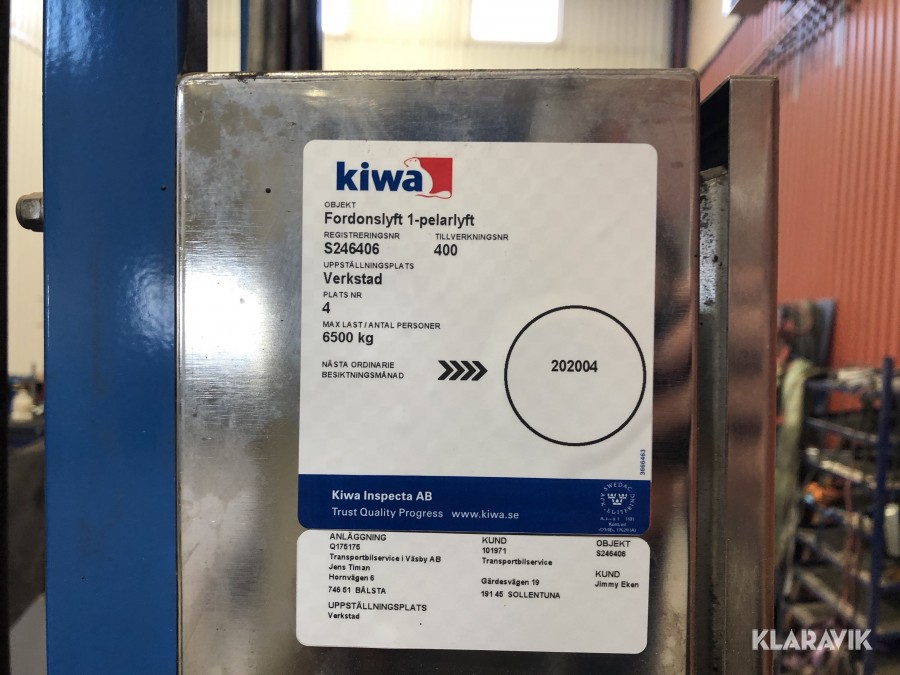 kiwa
OBJEKT
Fordonslyft 1-pelarlyft
REGISTRERINGSNR TILLVERKNINGSNR
S246406 400
UPPSTÄLLNINGSPLATS
Verkstad
PLATS NR
4
MAX LAST / ANTAL PERSONER
6500 kg
NÄSTA ORDINARIE
BESIKTNINGSMÅNAD
202004
3666463
Kiwa Inspecta AB
Trust Quality Progress www.kiwa.se
SWEDAC
ANLÄGGNING
Q175175
Transportbilservice i Väsby AB
Jens Timan
Hornvägen 6
746 51 BÅLSTA
UPPSTÄLLNINGSPLATS
Verkstad
KUND
101971
Transportbilservice
Gärdesvägen 19
191 45 SOLLENTUNA
OBJEKT
S246406
KUND
Jimmy Eken
KLARAVIK